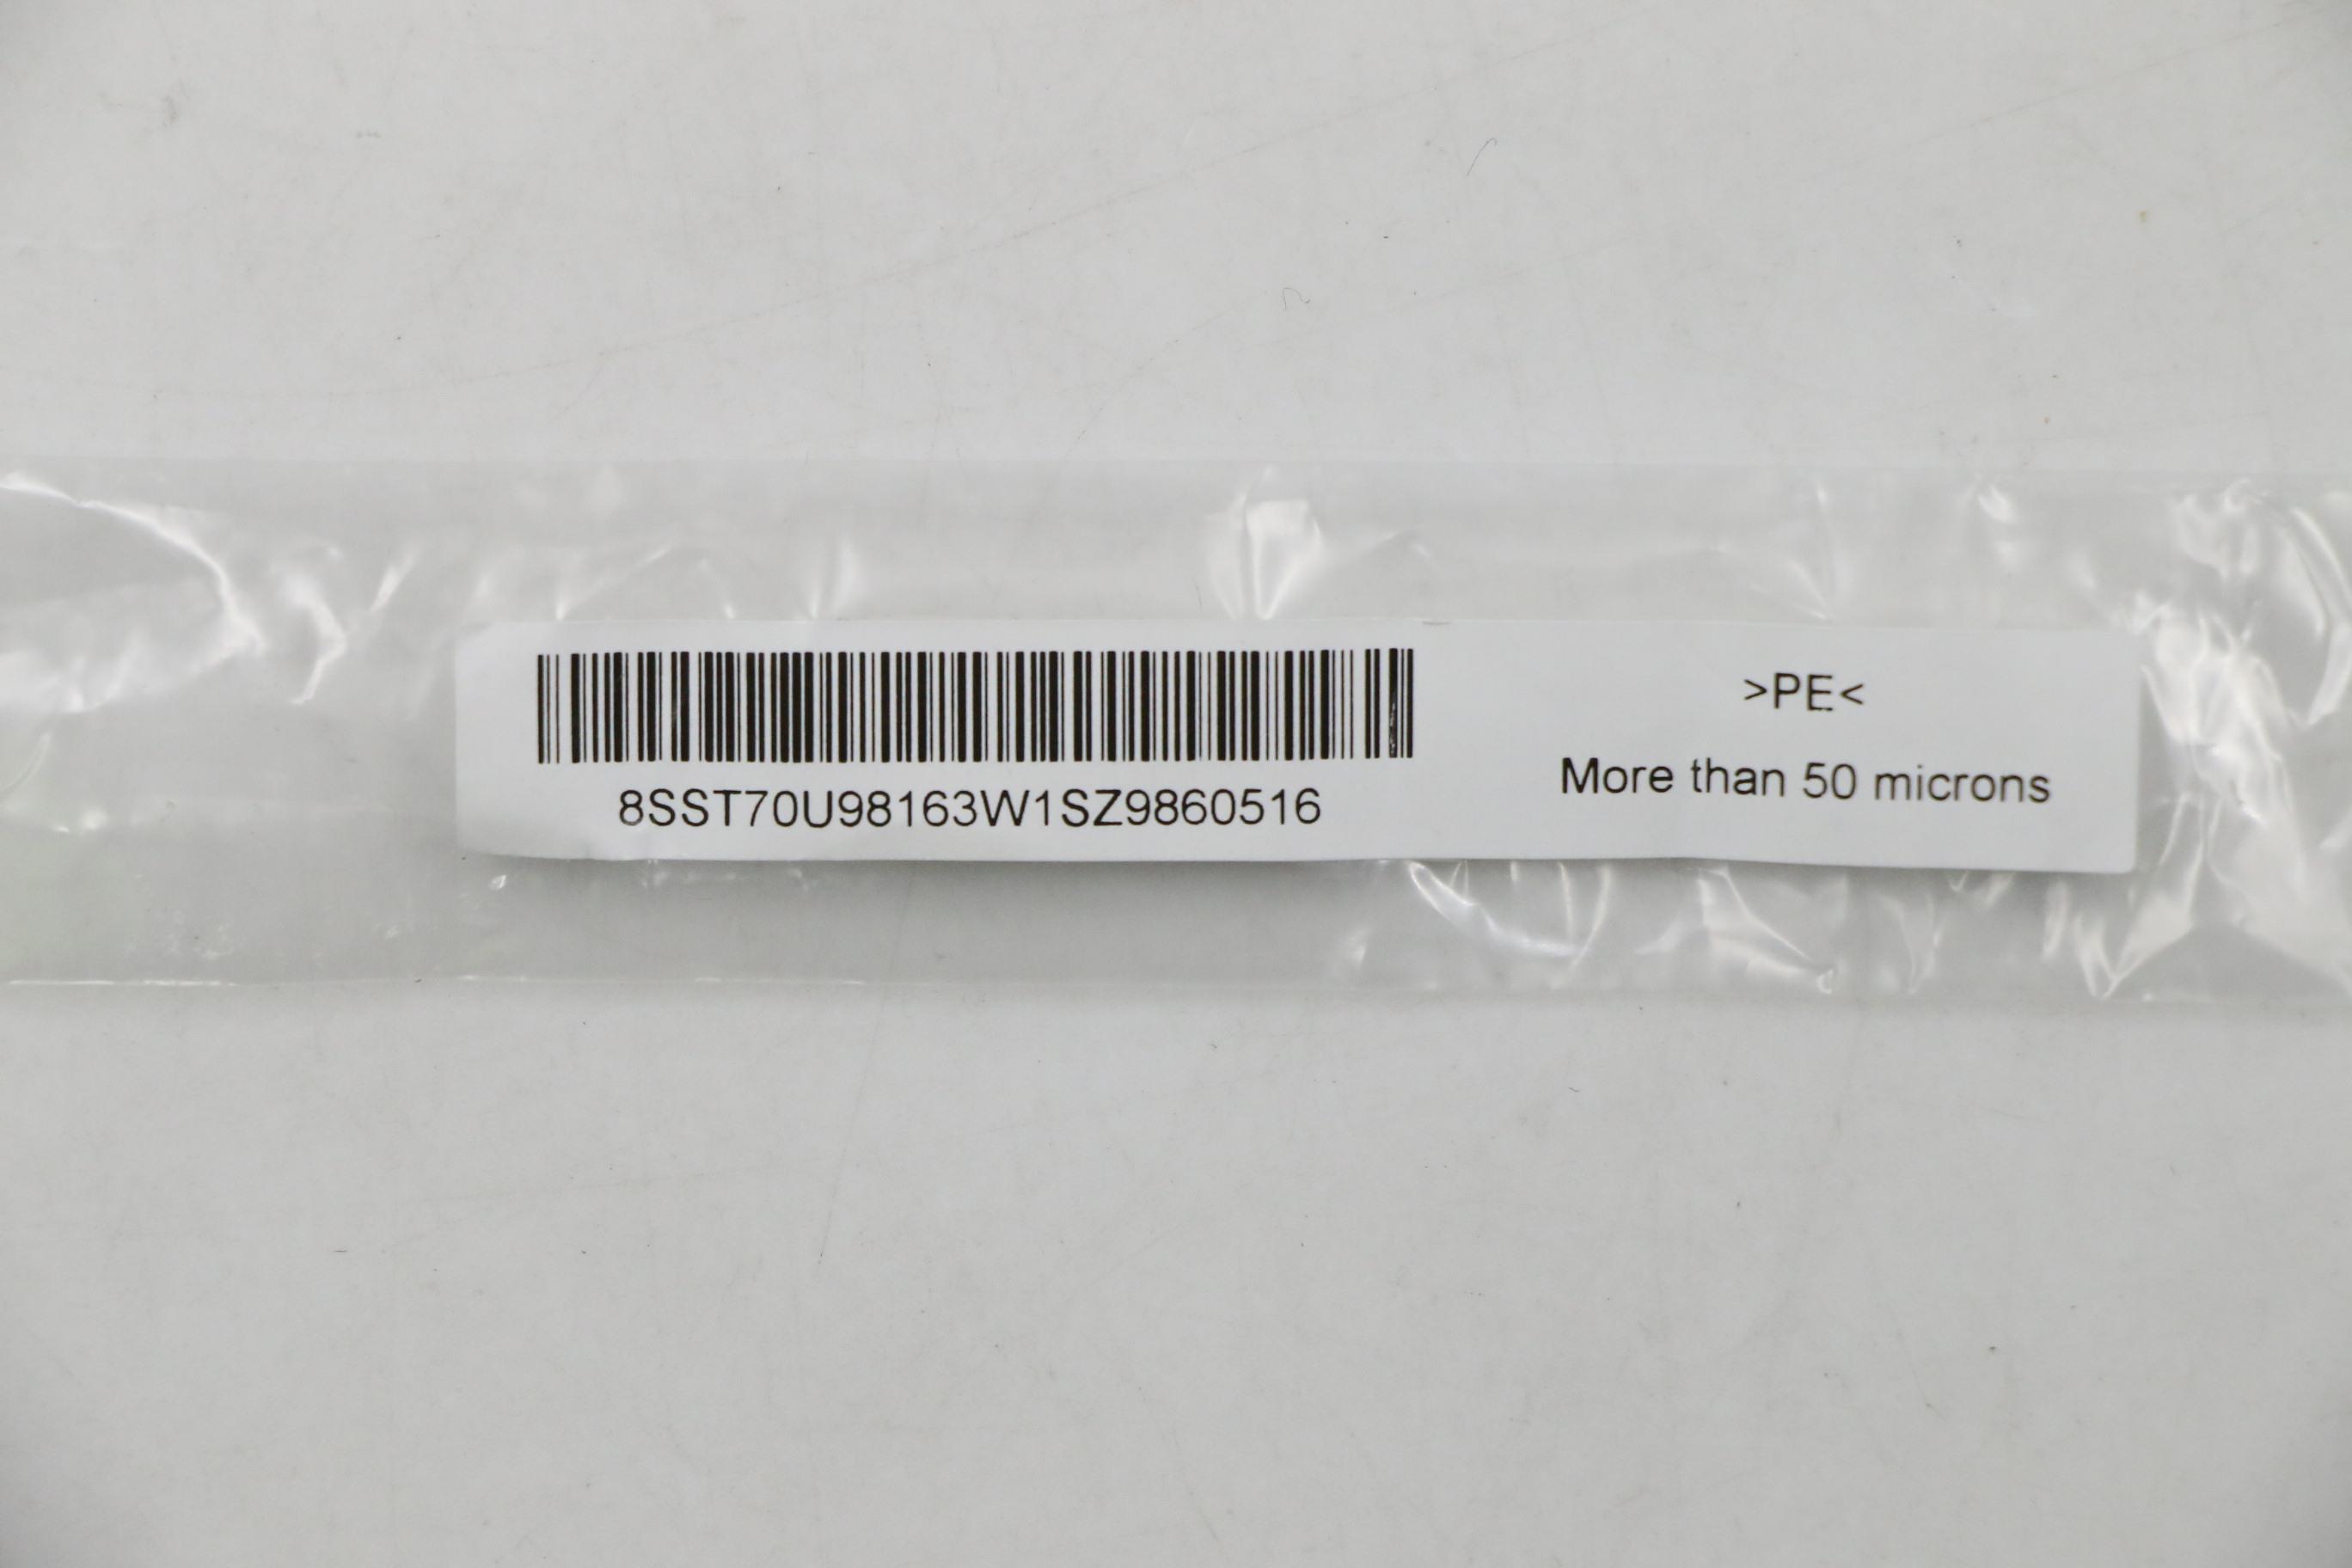 8SST70U98163W1SZ9860516
>PE<
More than 50 microns